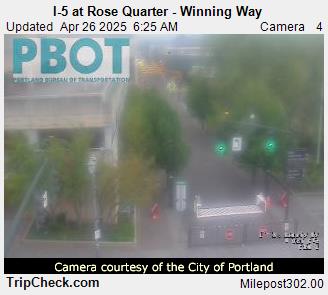 I-5 at Rose Quarter - Winning Way
Updated Apr 26 2025 6:25 AM Camera 4
PBOT
PORTLAND BUREAU OF TRANSPORTATION
Camera courtesy of the City of Portland
TripCheck.com Milepost302.00